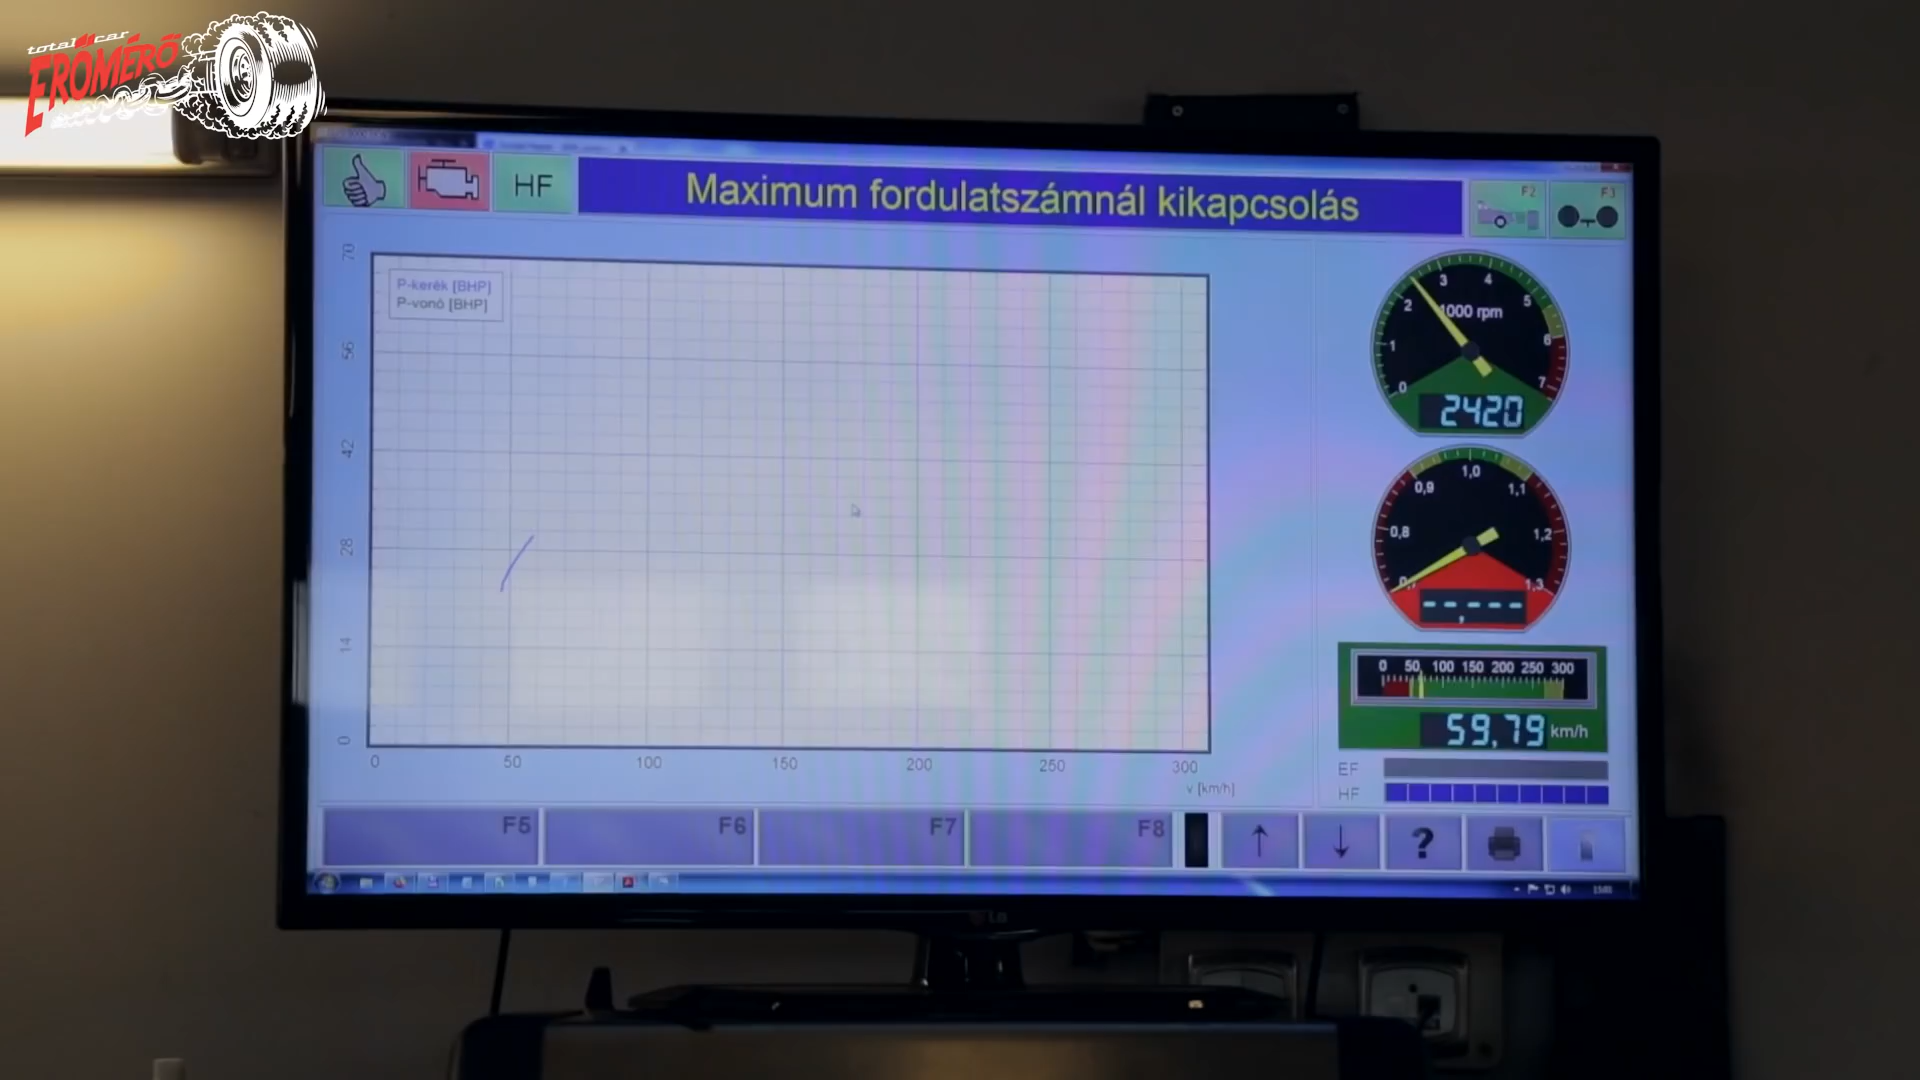 total car
ERŐMÉRŐ
HF
Maximum fordulatszámnál kikapcsolás
F2
F3
P-kerék [BHP]
P-vonó [BHP]
70
56
42
28
14
0
0 50 100 150 200 250 300
v [km/h]
0 1 2 3 4 5 6 7
1000 rpm
2420
0,7 0,8 0,9 1,0 1,1 1,2 1,3
--,---
0 50 100 150 200 250 300
59,79 km/h
EF
HF
F5
F6
F7
F8
?
LG